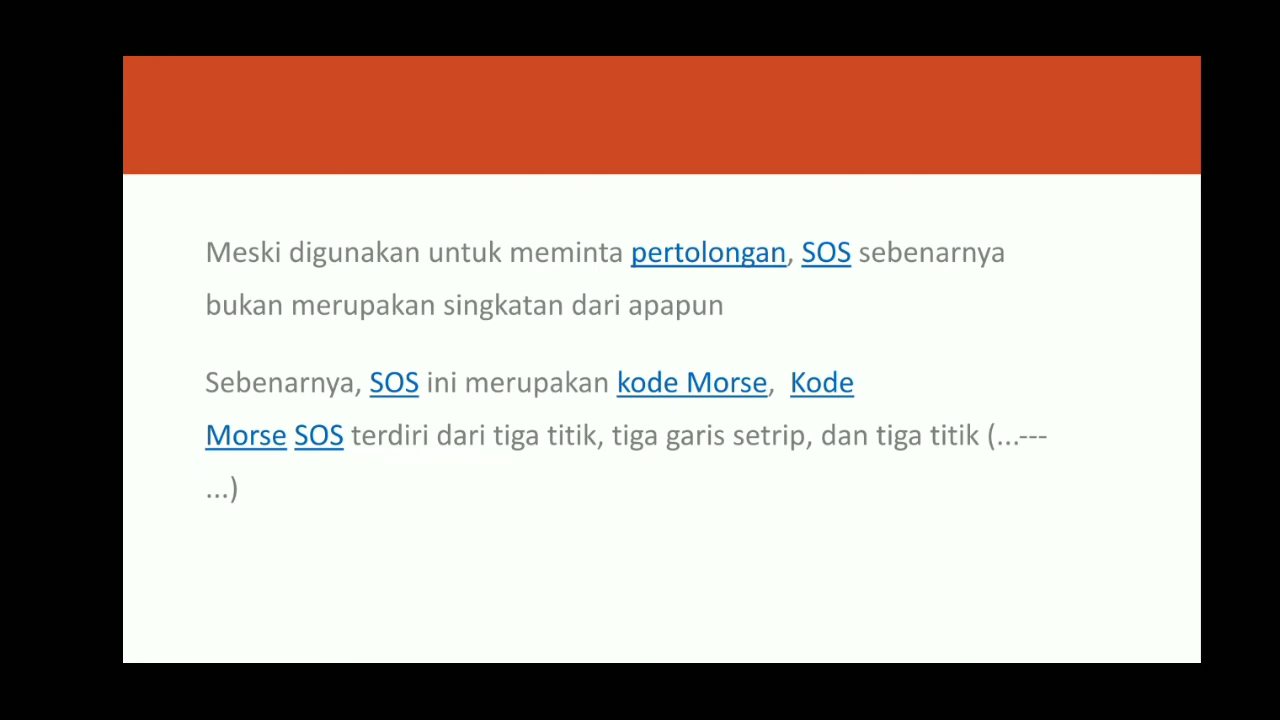 Meski digunakan untuk meminta pertolongan, SOS sebenarnya
bukan merupakan singkatan dari apapun
Sebenarnya, SOS ini merupakan kode Morse,  Kode
Morse SOS terdiri dari tiga titik, tiga garis setrip, dan tiga titik (...---
...)